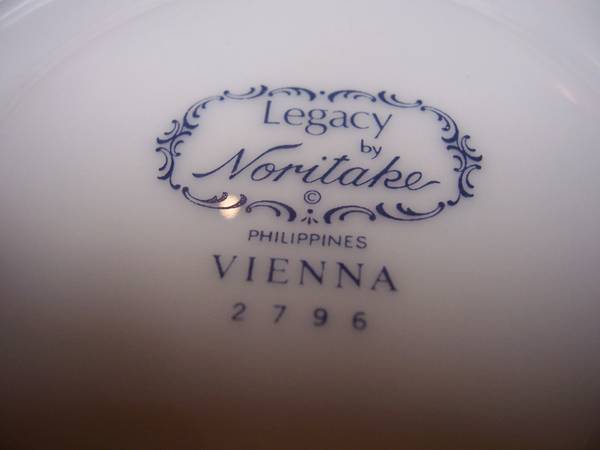 Legacy
by
Noritake
©
PHILIPPINES
VIENNA
2796